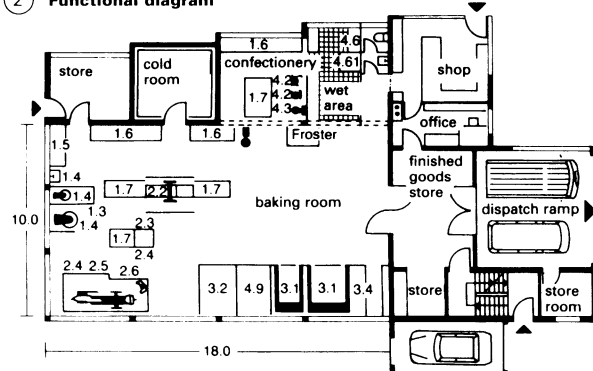 2 Functional diagram
store
cold
room
1.6
confectionery
4.2
1.7 4.2
4.3
4.6
4.61
wet
area
shop
office
1.6
1.6
Froster
1.5
1.4
1.4
1.3
1.4
1.7 2.2 1.7
2.3
1.7
2.4
baking room
finished
goods
store
dispatch ramp
10.0
2.4 2.5
2.6
3.2 4.9 3.1 3.1 3.4
store
store
room
18.0